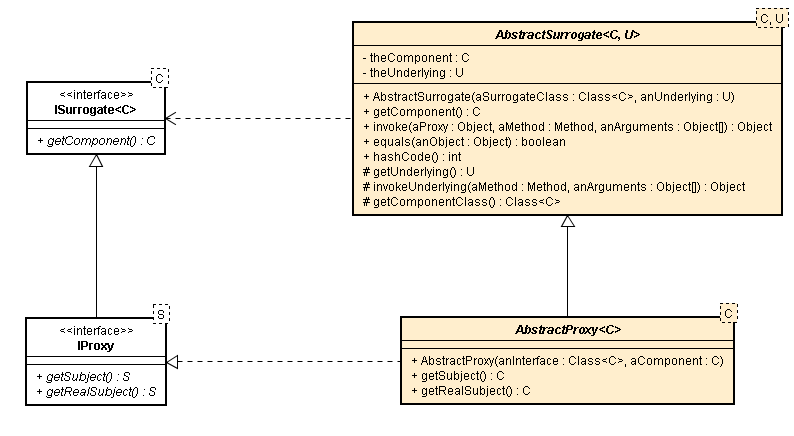 C, U
AbstractSurrogate<C, U>
- theComponent : C
- theUnderlying : U
+ AbstractSurrogate(aSurrogateClass : Class<C>, anUnderlying : U)
+ getComponent() : C
+ invoke(aProxy : Object, aMethod : Method, anArguments : Object[]) : Object
+ equals(anObject : Object) : boolean
+ hashCode() : int
# getUnderlying() : U
# invokeUnderlying(aMethod : Method, anArguments : Object[]) : Object
# getComponentClass() : Class<C>
C
<<interface>>
ISurrogate<C>
+ getComponent() : C
S
<<interface>>
IProxy
+ getSubject() : S
+ getRealSubject() : S
C
AbstractProxy<C>
+ AbstractProxy(anInterface : Class<C>, aComponent : C)
+ getSubject() : C
+ getRealSubject() : C